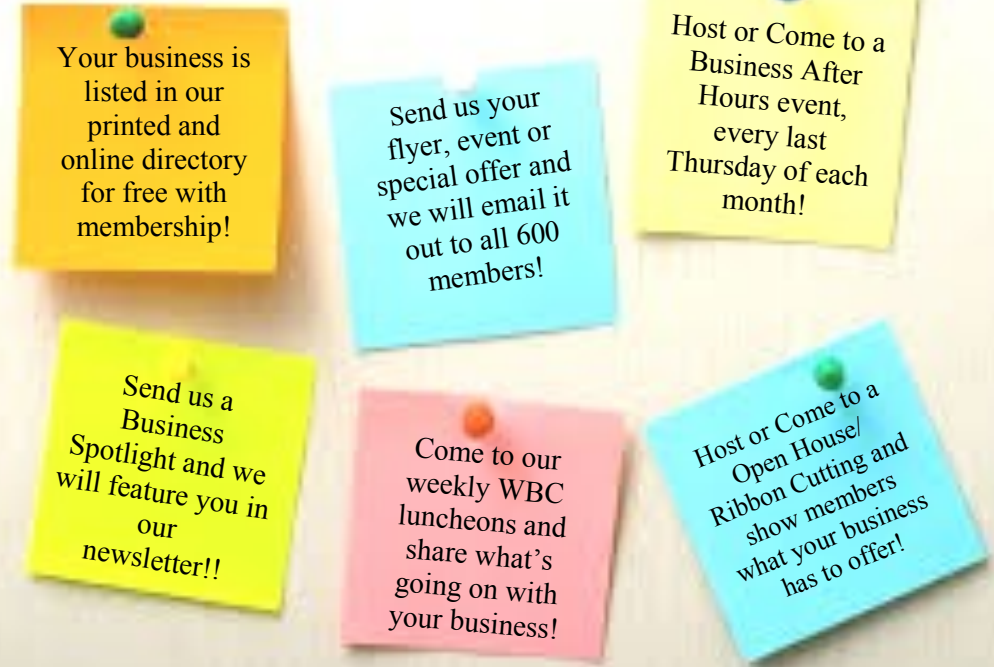 Your business is
listed in our
printed and
online directory
for free with
membership!
Send us your
flyer, event or
special offer and
we will email it
out to all 600
members!
Host or Come to a
Business After
Hours event,
every last
Thursday of each
month!
Send us a
Business
Spotlight and we
will feature you in
our
newsletter!!
Come to our
weekly WBC
luncheons and
share what's
going on with
your business!
Host or Come to a
Open House/
Ribbon Cutting and
show members
what your business
has to offer!